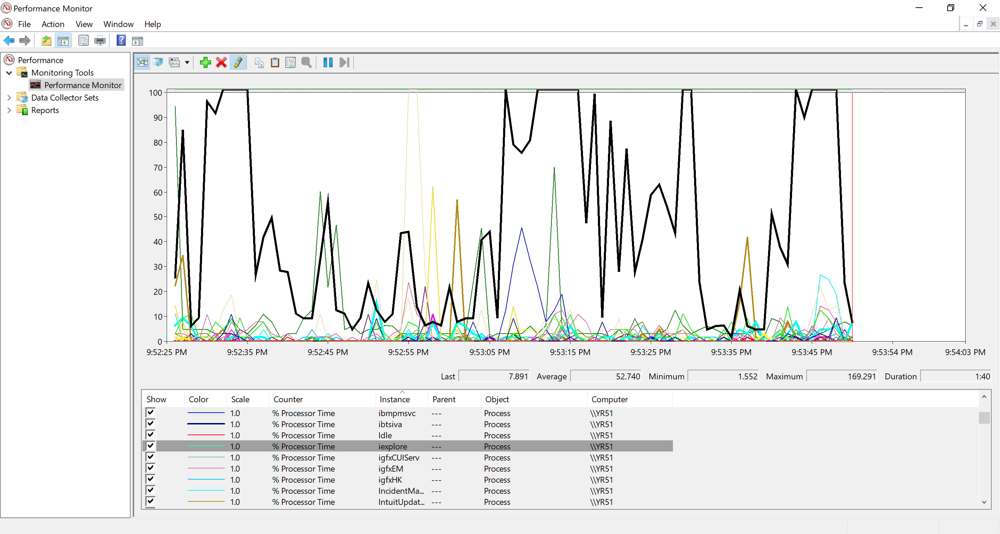 Performance Monitor
File Action View Window Help
Performance
Monitoring Tools
Performance Monitor
Data Collector Sets
Reports
100
90
80
70
60
50
40
30
20
10
0
9:52:25 PM 9:52:35 PM 9:52:45 PM 9:52:55 PM 9:53:05 PM 9:53:15 PM 9:53:25 PM 9:53:35 PM 9:53:45 PM 9:53:54 PM 9:54:03 PM
Last 7.891 Average 52.740 Minimum 1.552 Maximum 169.291 Duration 1:40
Show Color Scale Counter Instance Parent Object Computer
1.0 % Processor Time ibmpmsvc --- Process \\YR51
1.0 % Processor Time ibtsiva --- Process \\YR51
1.0 % Processor Time Idle --- Process \\YR51
1.0 % Processor Time iexplore --- Process \\YR51
1.0 % Processor Time igfxCUIServ --- Process \\YR51
1.0 % Processor Time igfxEM --- Process \\YR51
1.0 % Processor Time igfxHK --- Process \\YR51
1.0 % Processor Time IncidentMa... --- Process \\YR51
1.0 % Processor Time IntuitUpdat... --- Process \\YR51